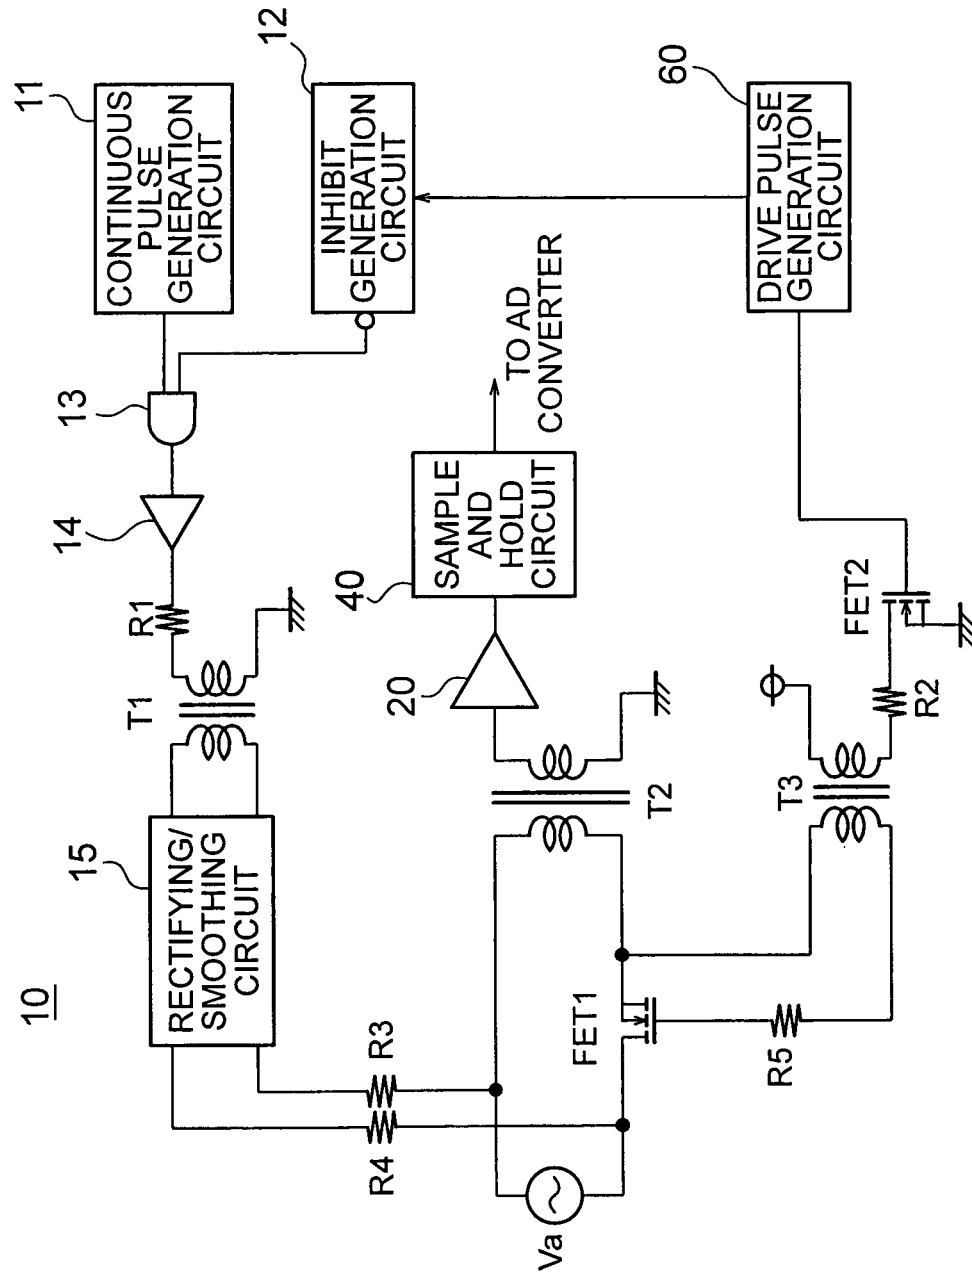 10
15
RECTIFYING/
SMOOTHING
CIRCUIT
T1
R1
14
13
11
CONTINUOUS
PULSE
GENERATION
CIRCUIT
12
INHIBIT
GENERATION
CIRCUIT
R4
R3
Va
FET1
T2
20
40
SAMPLE
AND
HOLD
CIRCUIT
TO AD
CONVERTER
R5
T3
R2
FET2
60
DRIVE PULSE
GENERATION
CIRCUIT